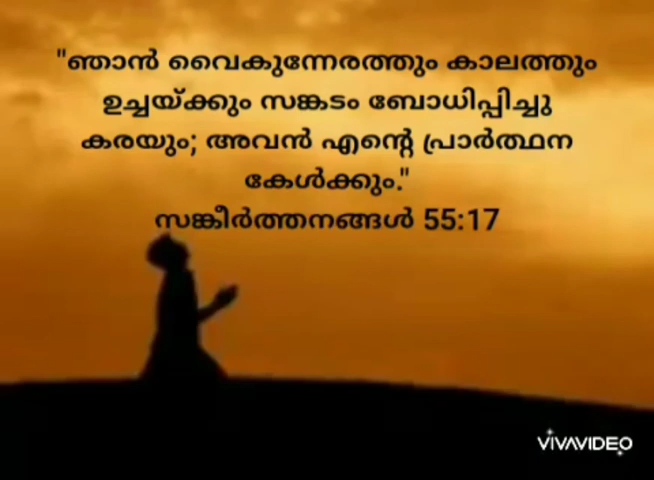 "ഞാൻ വൈകുന്നേരത്തും കാലത്തും
ഉച്ചയ്ക്കും സങ്കടം ബോധിപ്പിച്ചു
കരയും; അവൻ എന്റെ പ്രാർത്ഥന
കേൾക്കും."
സങ്കീർത്തനങ്ങൾ 55:17
VIVAVIDEO